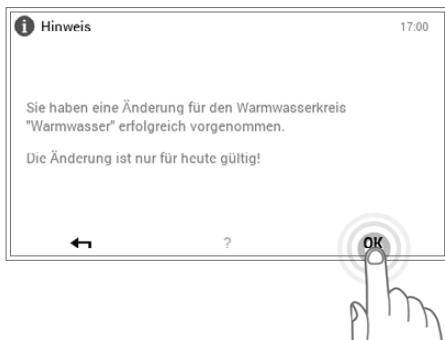 i Hinweis 17:00
Sie haben eine Änderung für den Warmwasserkreis
"Warmwasser" erfolgreich vorgenommen.
Die Änderung ist nur für heute gültig!
? OK